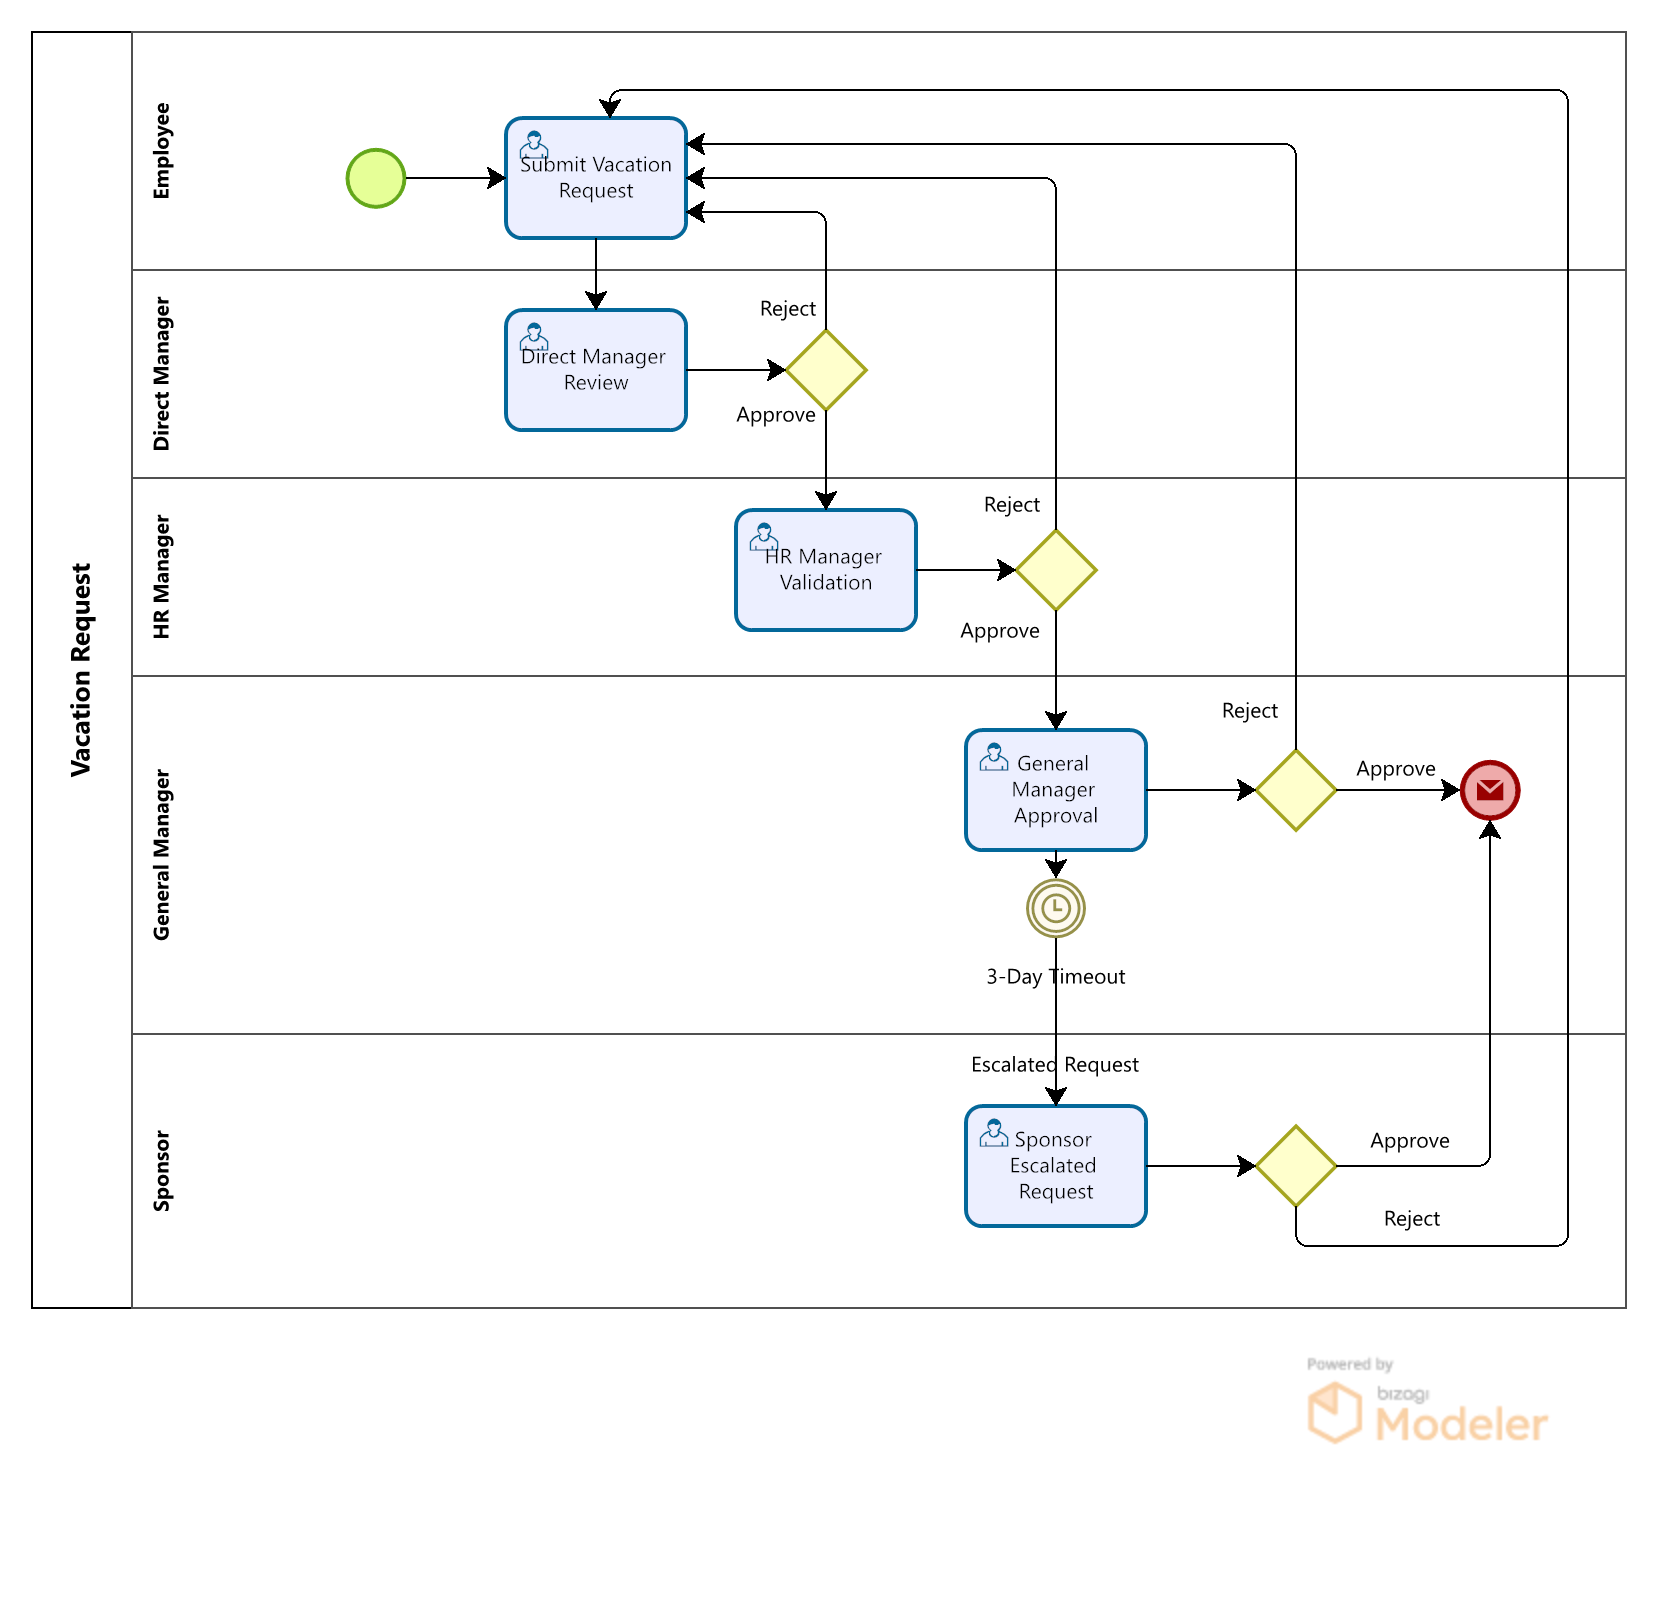 Vacation Request
Employee
Submit Vacation
Request
Direct Manager
Reject
Direct Manager
Review
Approve
HR Manager
Reject
HR Manager
Validation
Approve
General Manager
Reject
General
Manager
Approval
Approve
3-Day Timeout
Sponsor
Escalated Request
Sponsor
Escalated
Request
Approve
Reject
Powered by
bizagi
Modeler